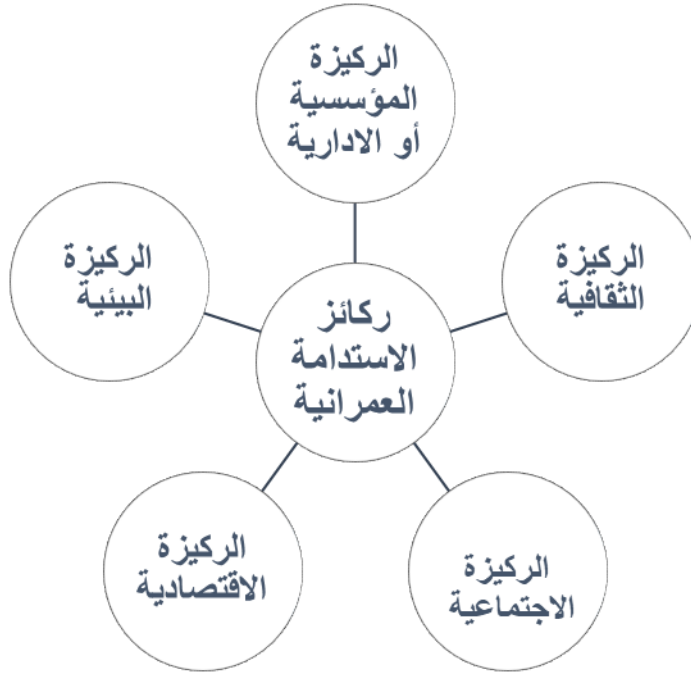 الركيزة
المؤسسية
أو الادارية
الركيزة
الثقافية
الركيزة
البيئية
ركائز
الاستدامة
العمرانية
الركيزة
الاجتماعية
الركيزة
الاقتصادية